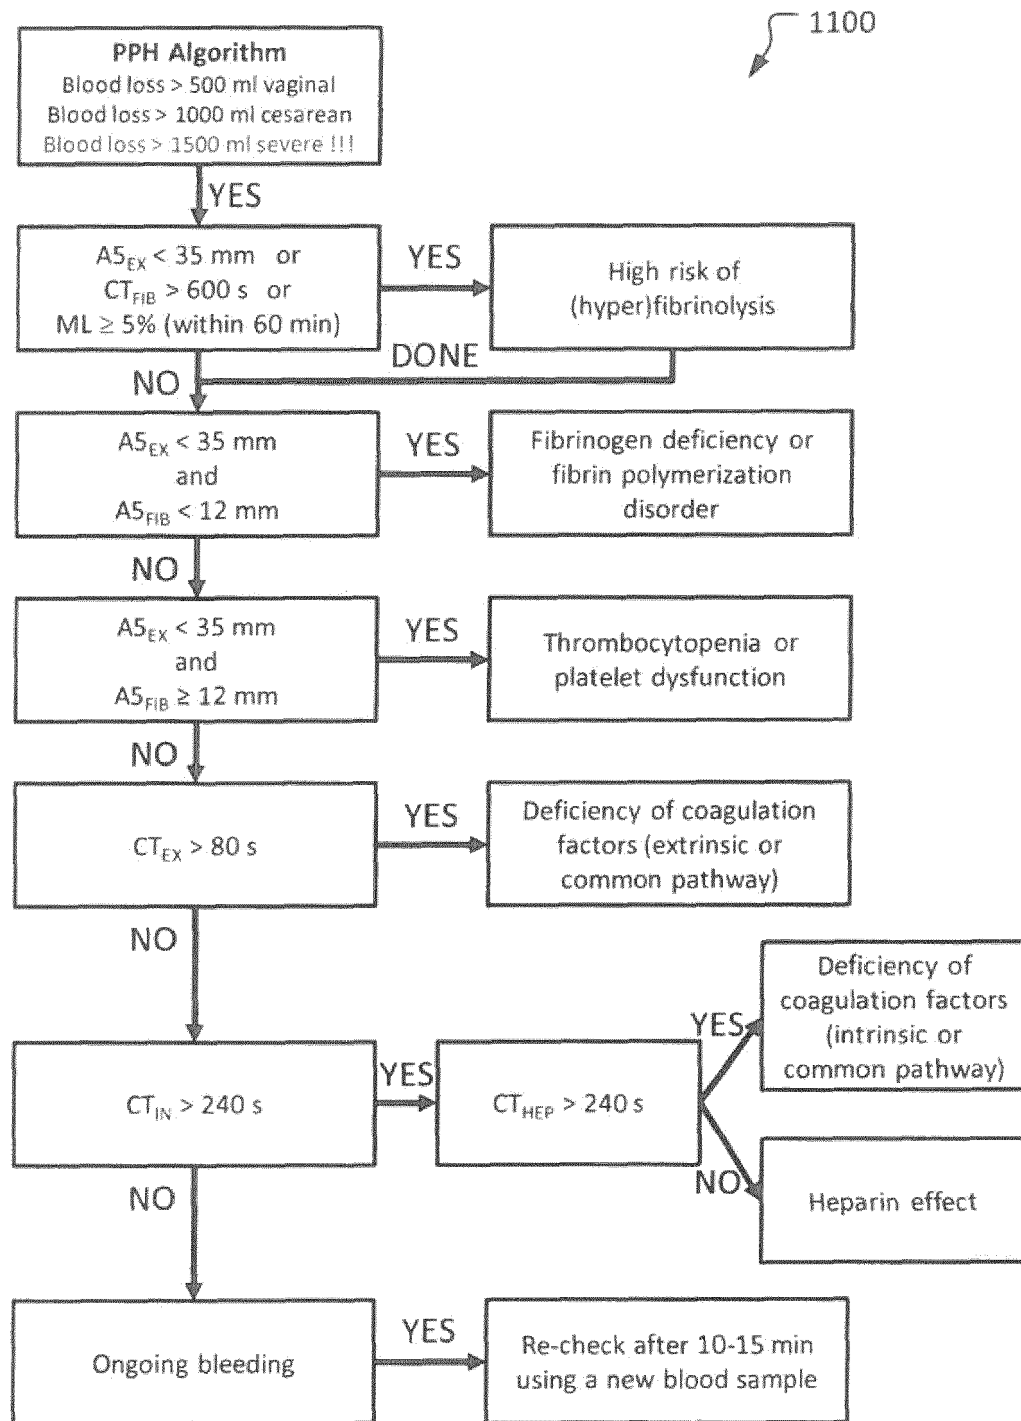 1100
PPH Algorithm
Blood loss > 500 ml vaginal
Blood loss > 1000 ml cesarean
Blood loss > 1500 ml severe !!!
YES
A5EX < 35 mm or
CTFIB > 600 s or
ML ≥ 5% (within 60 min)
YES
High risk of
(hyper)fibrinolysis
DONE
NO
A5EX < 35 mm
and
A5FIB < 12 mm
YES
Fibrinogen deficiency or
fibrin polymerization
disorder
NO
A5EX < 35 mm
and
A5FIB ≥ 12 mm
YES
Thrombocytopenia or
platelet dysfunction
NO
CTEX > 80 s
YES
Deficiency of coagulation
factors (extrinsic or
common pathway)
NO
CTIN > 240 s
YES
CTHEP > 240 s
YES
Deficiency of
coagulation factors
(intrinsic or
common pathway)
NO
Heparin effect
NO
Ongoing bleeding
YES
Re-check after 10-15 min
using a new blood sample